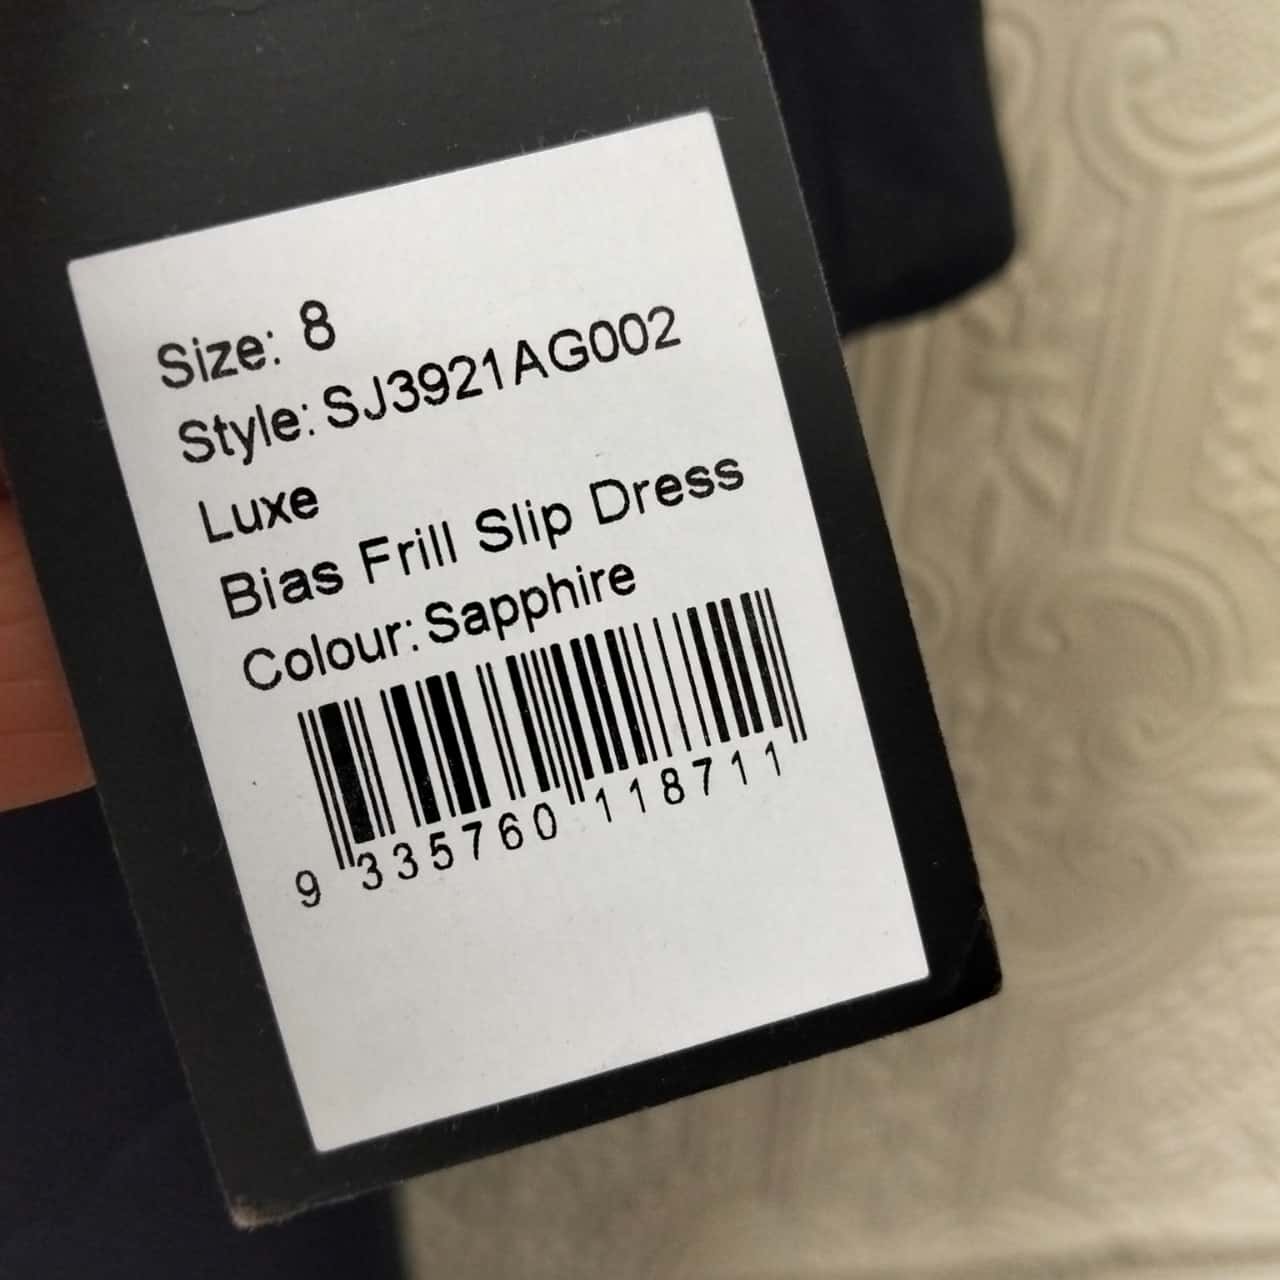 Size: 8
Style: SJ3921AG002
Luxe
Bias Frill Slip Dress
Colour: Sapphire
9 335760 118711